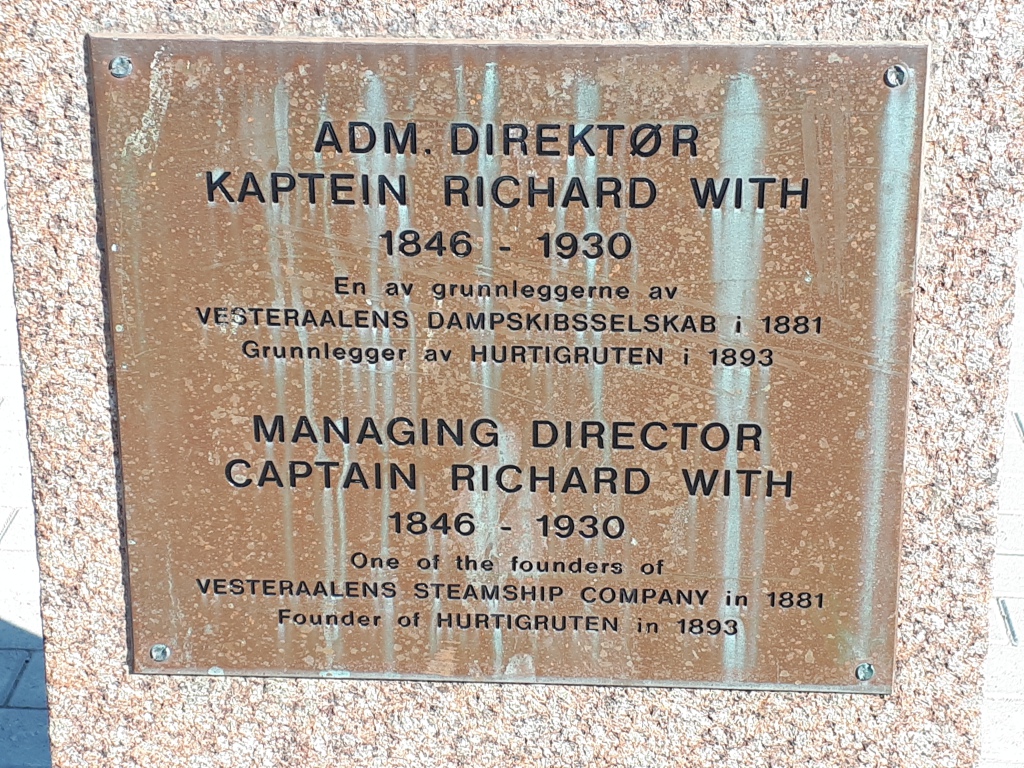 ADM. DIREKTØR
KAPTEIN RICHARD WITH
1846 - 1930
En av grunnleggerne av
VESTERAALENS DAMPSKIBSSELSKAB i 1881
Grunnlegger av HURTIGRUTEN i 1893
MANAGING DIRECTOR
CAPTAIN RICHARD WITH
1846 - 1930
One of the founders of
VESTERAALENS STEAMSHIP COMPANY in 1881
Founder of HURTIGRUTEN in 1893